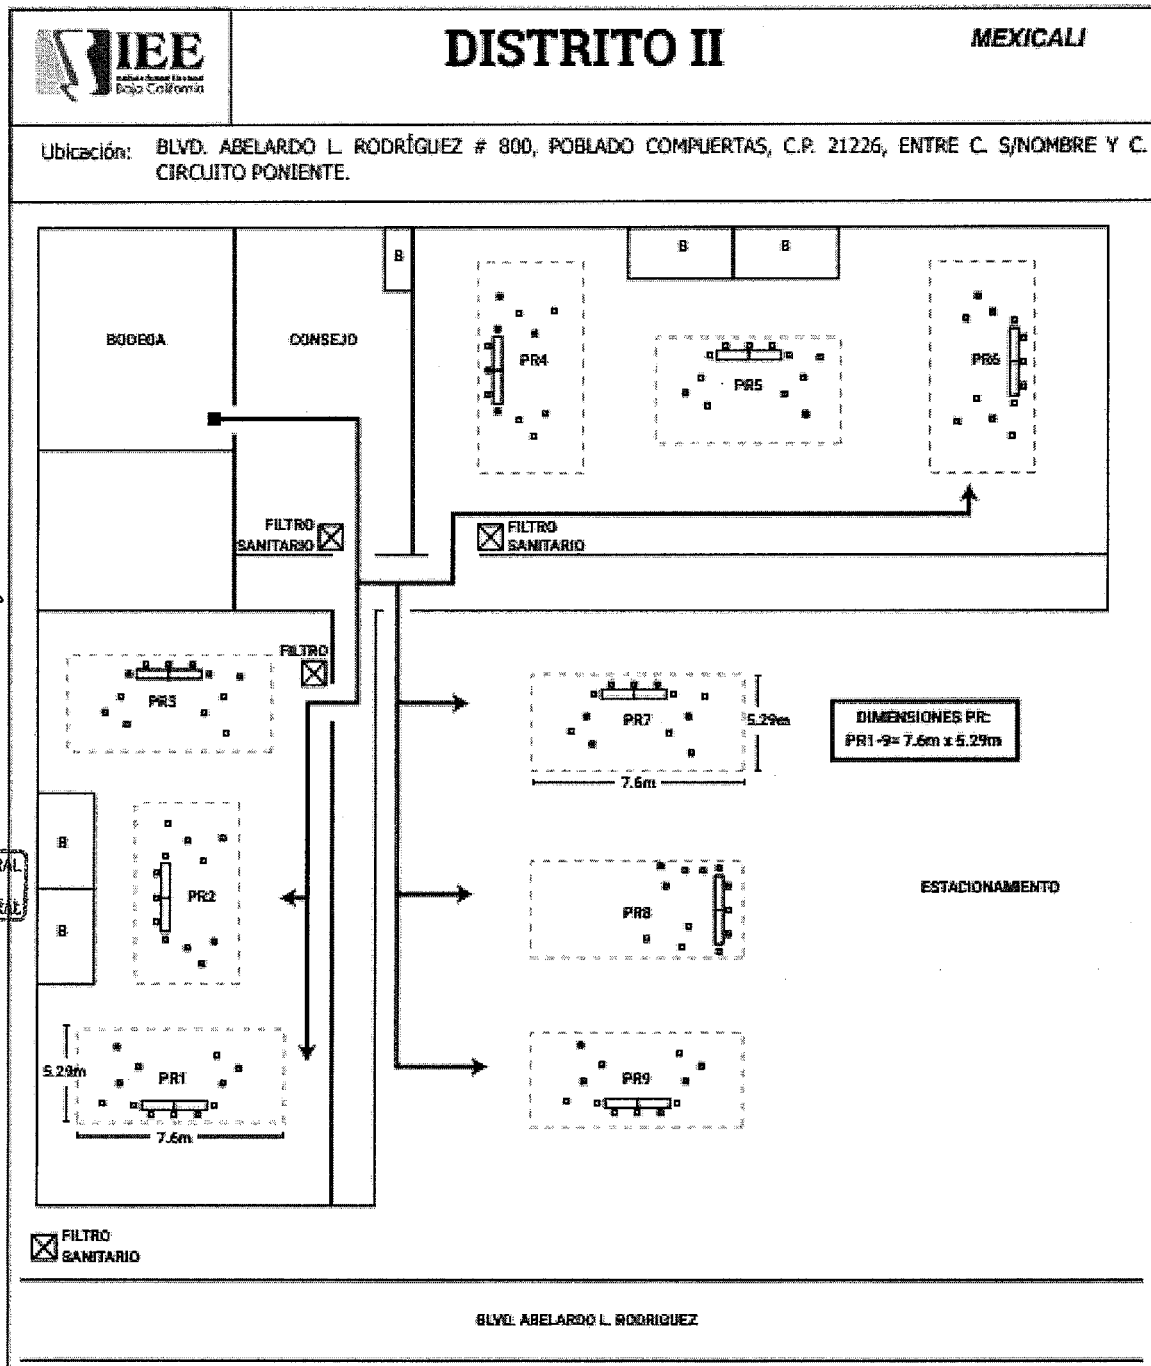 IEE
Baja California
DISTRITO II
MEXICALI
Ubicación: BLVD. ABELARDO L. RODRÍGUEZ # 800, POBLADO COMPUERTAS, C.P. 21226, ENTRE C. S/NOMBRE Y C.
CIRCUITO PONIENTE.
BODEGA
CONSEJO
B
B
B
PR4
PR5
PR6
FILTRO
SANITARIO
FILTRO
SANITARIO
FILTRO
PR3
PR7
5.29m
7.6m
DIMENSIONES PR:
PR1-9= 7.6m x 5.29m
B
B
PR2
PR8
ESTACIONAMIENTO
RAL
5.29m
PR1
7.6m
PR9
FILTRO
SANITARIO
BLVD. ABELARDO L. RODRIGUEZ